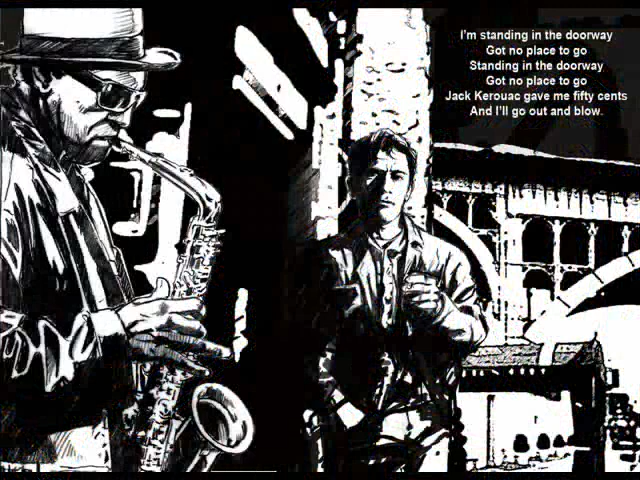 I'm standing in the doorway
Got no place to go
Standing in the doorway
Got no place to go
Jack Kerouac gave me fifty cents
And I'll go out and blow.